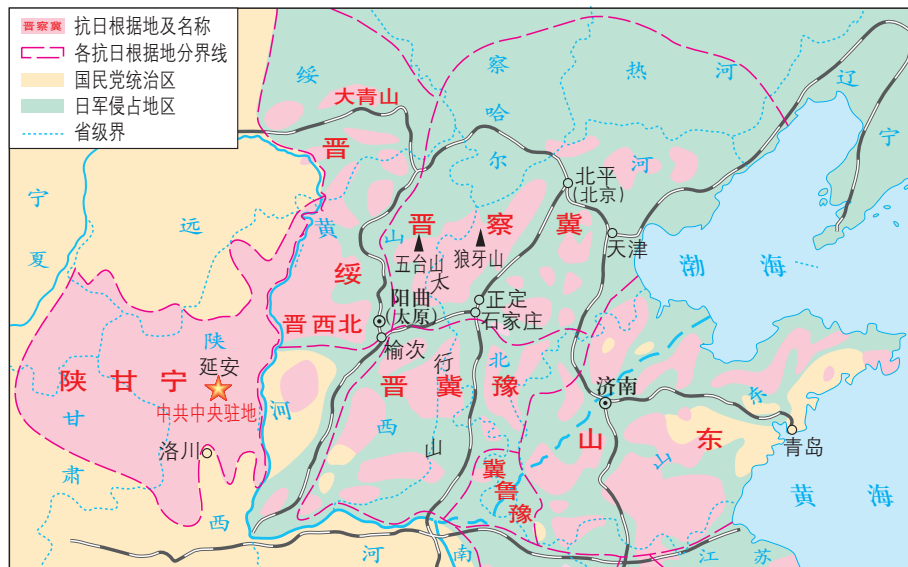 晋察冀 抗日根据地及名称
各抗日根据地分界线
国民党统治区
日军侵占地区
省级界
绥
察
热
河
辽
大青山
哈
宁
晋
尔
河
北平
(北京)
宁
夏
远
黄
山
晋
察
冀
天津
五台山
狼牙山
渤海
绥
太
阳曲
(太原)
正定
石家庄
晋西北
陕
榆次
行
北
延安
陕甘宁
晋
冀
豫
济南
中共中央驻地
甘
河
西
东
山
东
青岛
洛川
山
冀
鲁
豫
山
肃
黄海
西
河
南
江苏